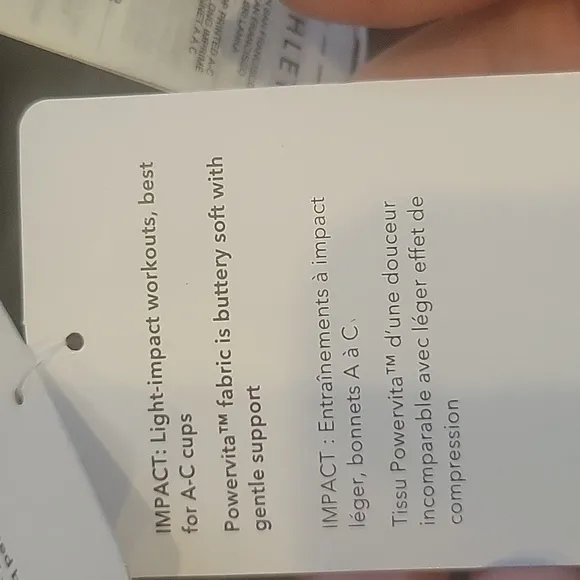 IMPACT: Light-impact workouts, best
for A-C cups
Powervita™ fabric is buttery soft with
gentle support
IMPACT : Entraînements à impact
léger, bonnets A à C
Tissu Powervita™ d'une douceur
incomparable avec léger effet de
compression